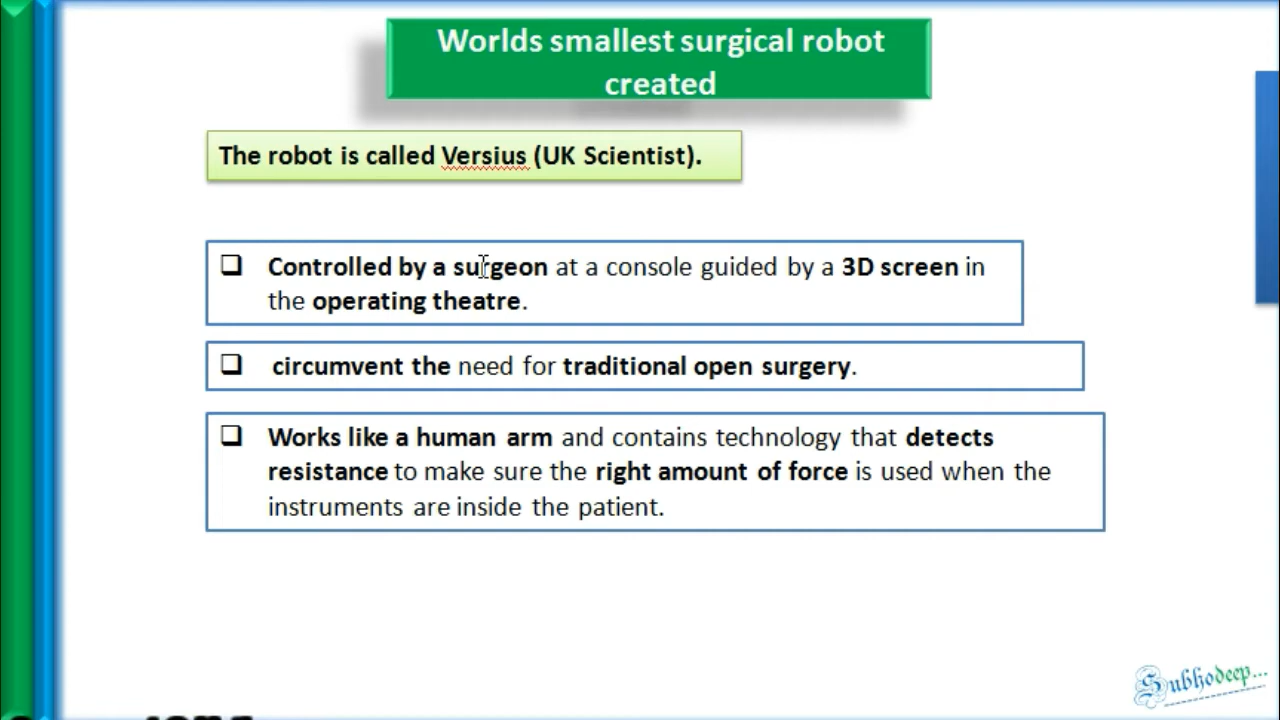 Worlds smallest surgical robot
created
The robot is called Versius (UK Scientist).
❑ Controlled by a surgeon at a console guided by a 3D screen in
the operating theatre.
❑ circumvent the need for traditional open surgery.
❑ Works like a human arm and contains technology that detects
resistance to make sure the right amount of force is used when the
instruments are inside the patient.
Subhodeep...